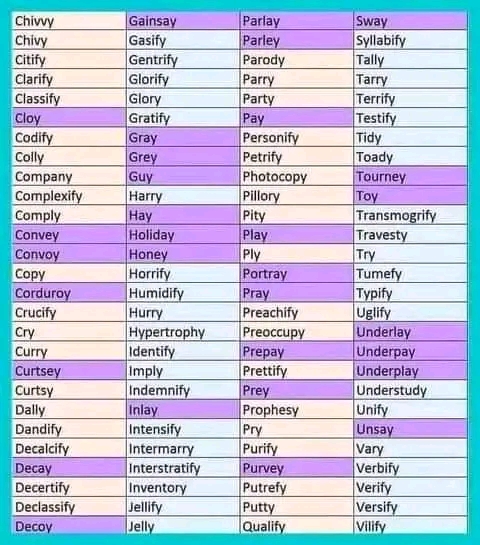 Chivvy Gainsay Parlay Sway
Chivy Gasify Parley Syllabify
Citify Gentrify Parody Tally
Clarify Glorify Parry Tarry
Classify Glory Party Terrify
Cloy Gratify Pay Testify
Codify Gray Personify Tidy
Colly Grey Petrify Toady
Company Guy Photocopy Tourney
Complexify Harry Pillory Toy
Comply Hay Pity Transmogrify
Convey Holiday Play Travesty
Convoy Honey Ply Try
Copy Horrify Portray Tumefy
Corduroy Humidify Pray Typify
Crucify Hurry Preachify Uglify
Cry Hypertrophy Preoccupy Underlay
Curry Identify Prepay Underpay
Curtsey Imply Prettify Underplay
Curtsy Indemnify Prey Understudy
Dally Inlay Prophesy Unify
Dandify Intensify Pry Unsay
Decalcify Intermarry Purify Vary
Decay Interstratify Purvey Verbify
Decertify Inventory Putrefy Verify
Declassify Jellify Putty Versify
Decoy Jelly Qualify Vilify